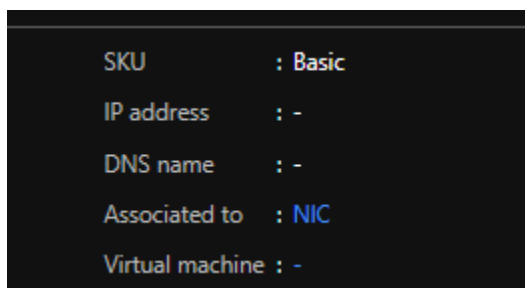 SKU : Basic
IP address : -
DNS name : -
Associated to : NIC
Virtual machine : -